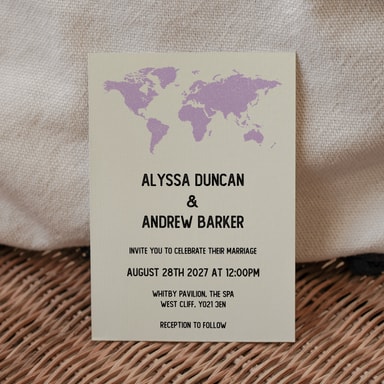 ALYSSA DUNCAN
&
ANDREW BARKER
INVITE YOU TO CELEBRATE THEIR MARRIAGE
AUGUST 28TH 2027 AT 12:00PM
WHITBY PAVILION, THE SPA
WEST CLIFF, YO21 3EN
RECEPTION TO FOLLOW